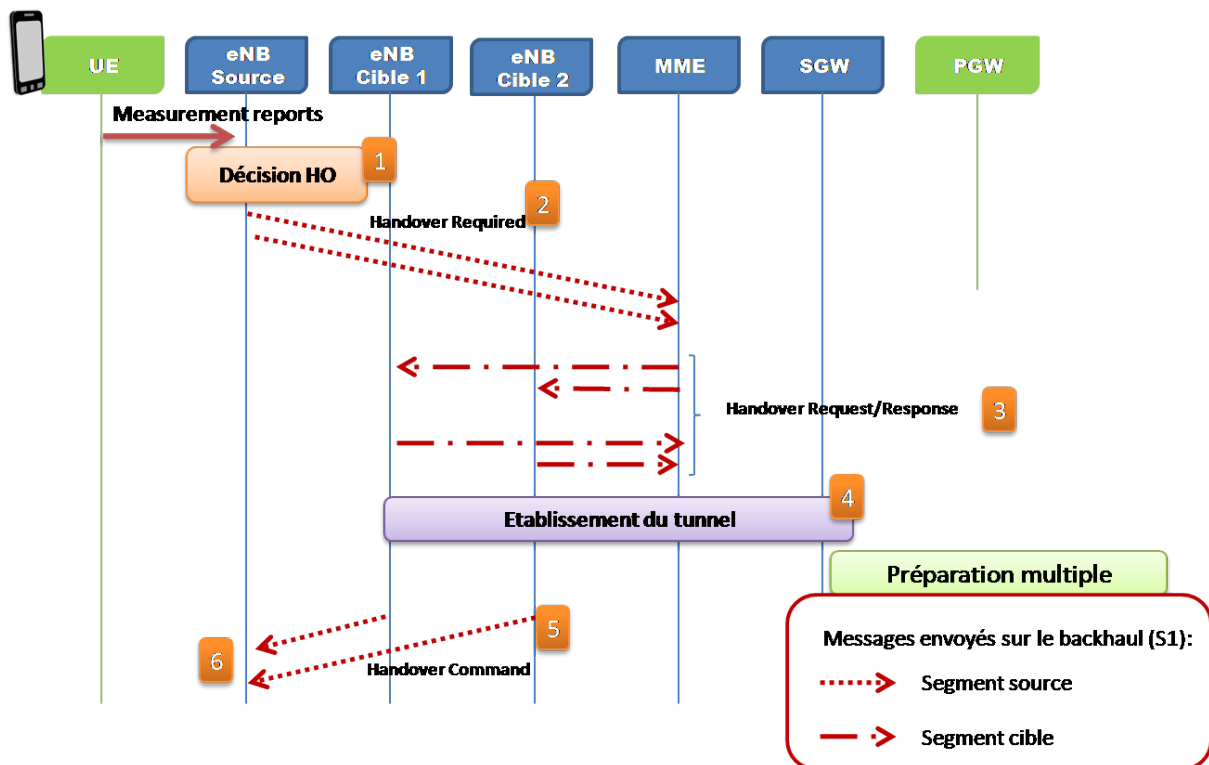 UE
eNB
Source
eNB
Cible 1
eNB
Cible 2
MME
SGW
PGW
Measurement reports
1
Décision HO
2
Handover Required
Handover Request/Response
3
4
Etablissement du tunnel
Préparation multiple
5
6
Handover Command
Messages envoyés sur le backhaul (S1):
Segment source
Segment cible